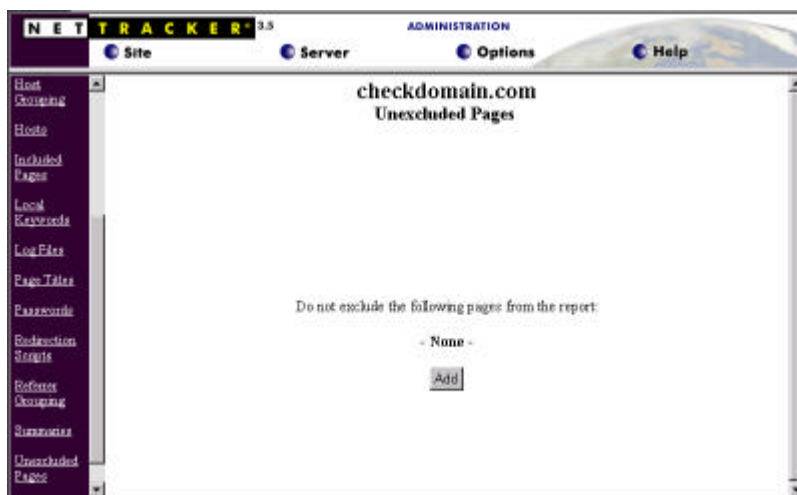 NET TRACKER® 3.5
ADMINISTRATION
Site
Server
Options
Help
Host
Grouping
Hosts
Included
Pages
Local
Keywords
Log Files
Page Titles
Passwords
Redirection
Scripts
Referrer
Grouping
Summaries
Unexcluded
Pages
checkdomain.com
Unexcluded Pages
Do not exclude the following pages from the report:
- None -
Add